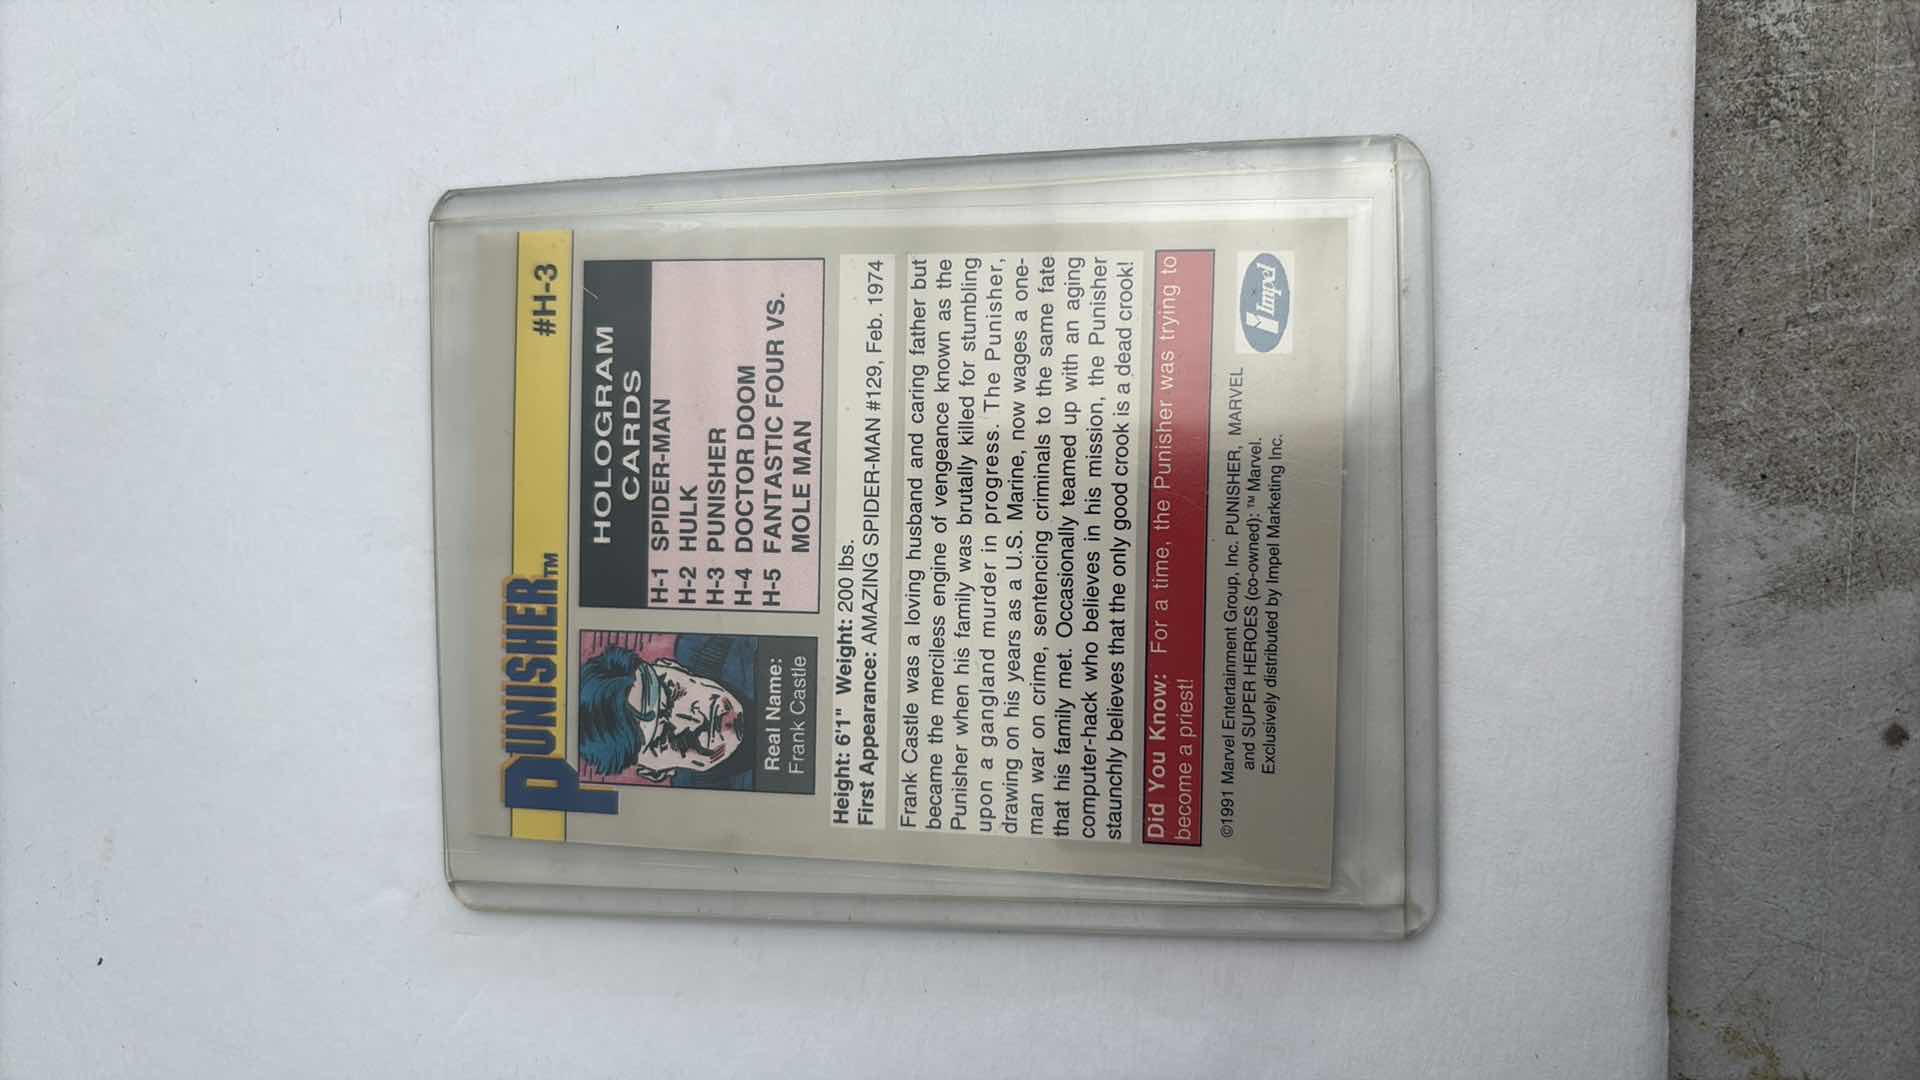 PUNISHER™ #H-3
HOLOGRAM
CARDS
H-1 SPIDER-MAN
H-2 HULK
H-3 PUNISHER
H-4 DOCTOR DOOM
H-5 FANTASTIC FOUR VS.
MOLE MAN
Real Name:
Frank Castle
Height: 6'1" Weight: 200 lbs.
First Appearance: AMAZING SPIDER-MAN #129, Feb. 1974
Frank Castle was a loving husband and caring father but
became the merciless engine of vengeance known as the
Punisher when his family was brutally killed for stumbling
upon a gangland murder in progress. The Punisher,
drawing on his years as a U.S. Marine, now wages a one-
man war on crime, sentencing criminals to the same fate
that his family met. Occasionally teamed up with an aging
computer-hack who believes in his mission, the Punisher
staunchly believes that the only good crook is a dead crook!
Did You Know: For a time, the Punisher was trying to
become a priest!
©1991 Marvel Entertainment Group, Inc. PUNISHER, MARVEL
and SUPER HEROES (co-owned): ™ Marvel.
Exclusively distributed by Impel Marketing Inc.
Impel